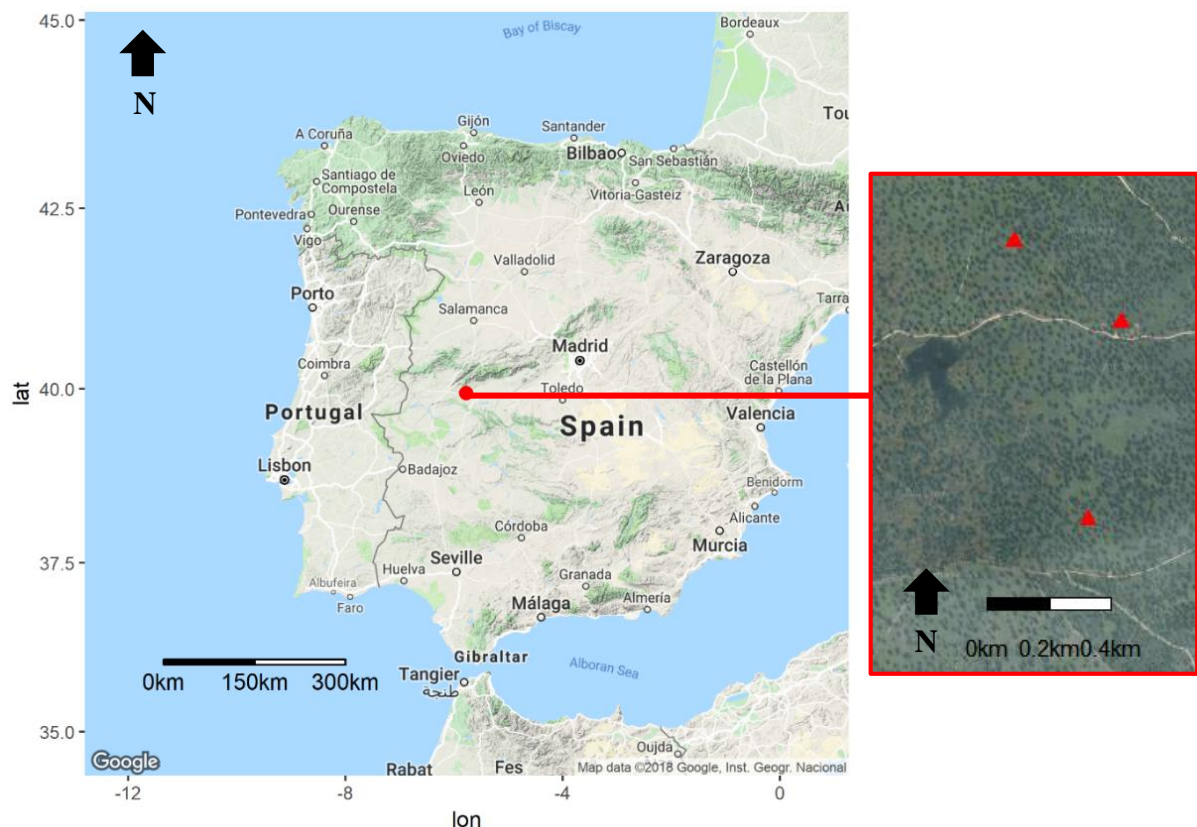 45.0
42.5
40.0
37.5
35.0
lat
-12
-8
-4
0
lon
N
Bay of Biscay
Bordeaux
Tou
A Coruña
Gijón
Santander
Oviedo
Bilbao
San Sebastián
Santiago de
Compostela
León
Vitoria-Gasteiz
Pontevedra
Ourense
Vigo
Valladolid
Zaragoza
Porto
Salamanca
Tarra
Madrid
Coimbra
Castellón
de la Plana
Toledo
Portugal
Spain
Valencia
Lisbon
Badajoz
Benidorm
Alicante
Córdoba
Murcia
Seville
Huelva
Granada
Albufeira
Faro
Málaga
Almería
Gibraltar
Alboran Sea
Tangier
طنجة
0km 150km 300km
Oujda
Google
Rabat
Fes
Map data ©2018 Google, Inst. Geogr. Nacional
N
0km 0.2km0.4km